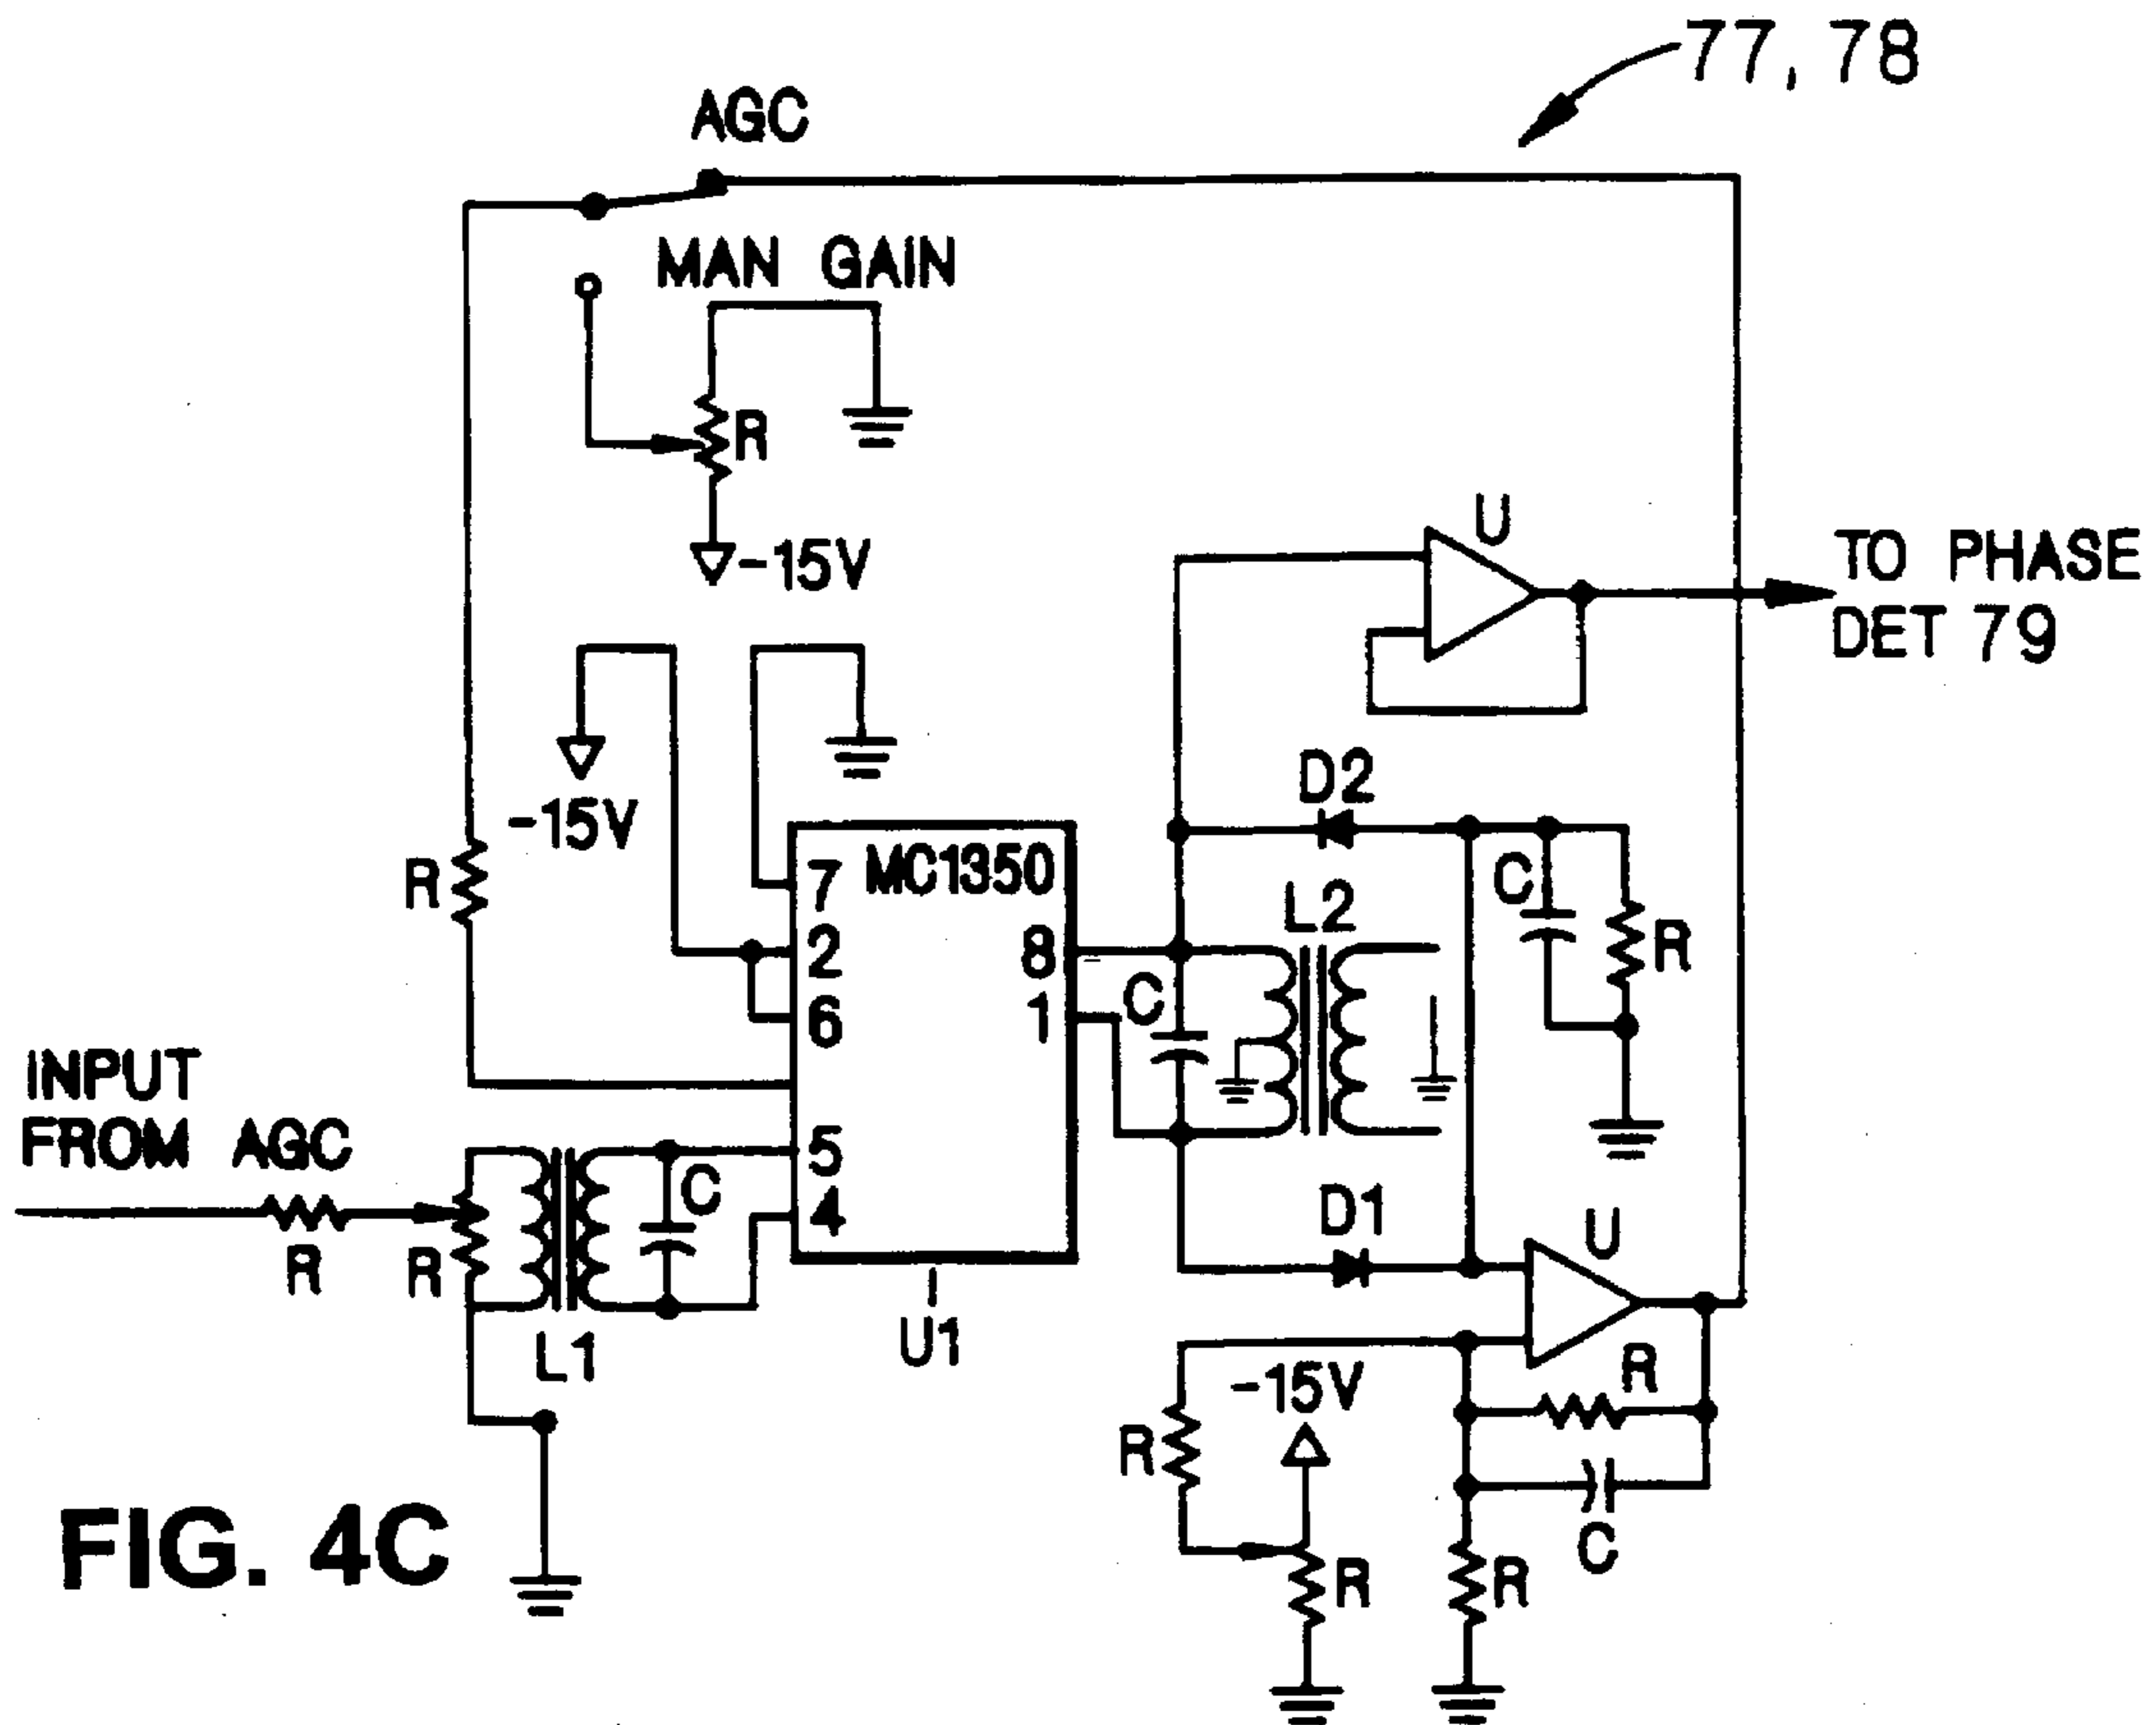 77, 78
AGC
MAN GAIN
R
-15V
U
TO PHASE
DET 79
-15V
D2
R
MC1350
7
8
2
1
6
5
4
C
L2
C
R
INPUT
FROM AGC
R
R
C
L1
U1
D1
U
R
-15V
R
C
R
R
FIG. 4C